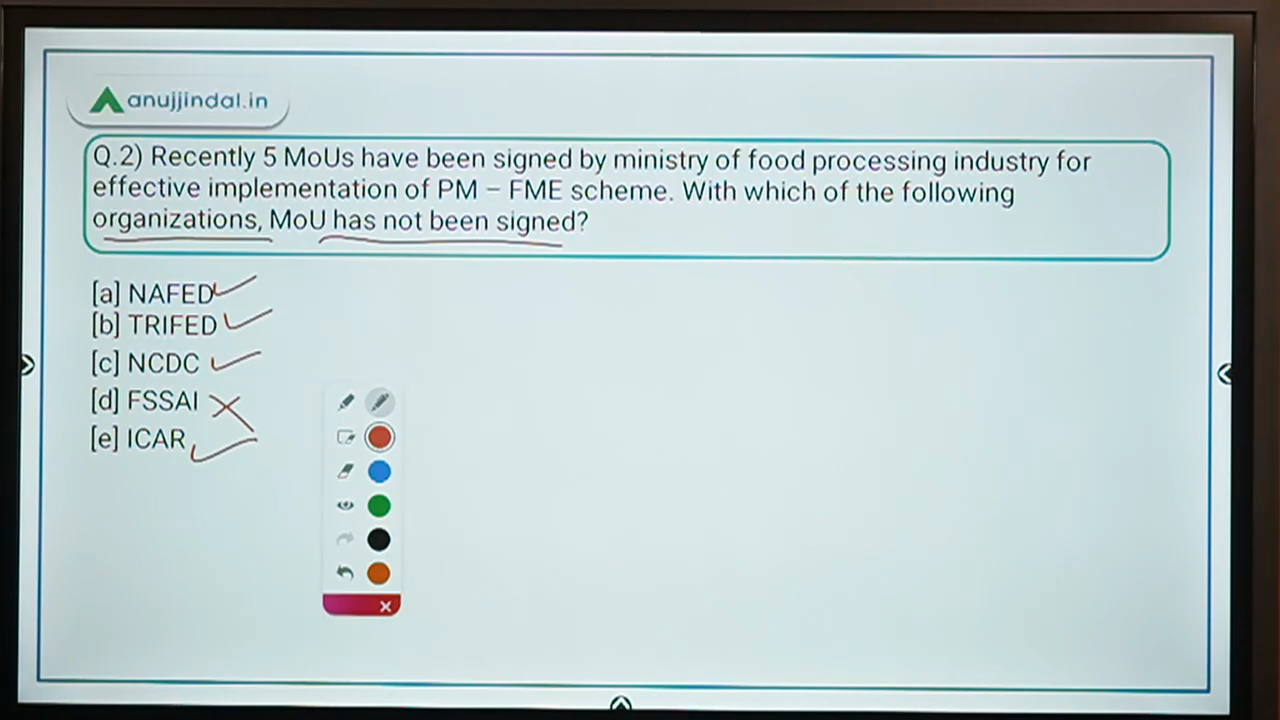 anujjindal.in
Q.2) Recently 5 MoUs have been signed by ministry of food processing industry for
effective implementation of PM – FME scheme. With which of the following
organizations, MoU has not been signed?
[a] NAFED
[b] TRIFED
[c] NCDC
[d] FSSAI
[e] ICAR